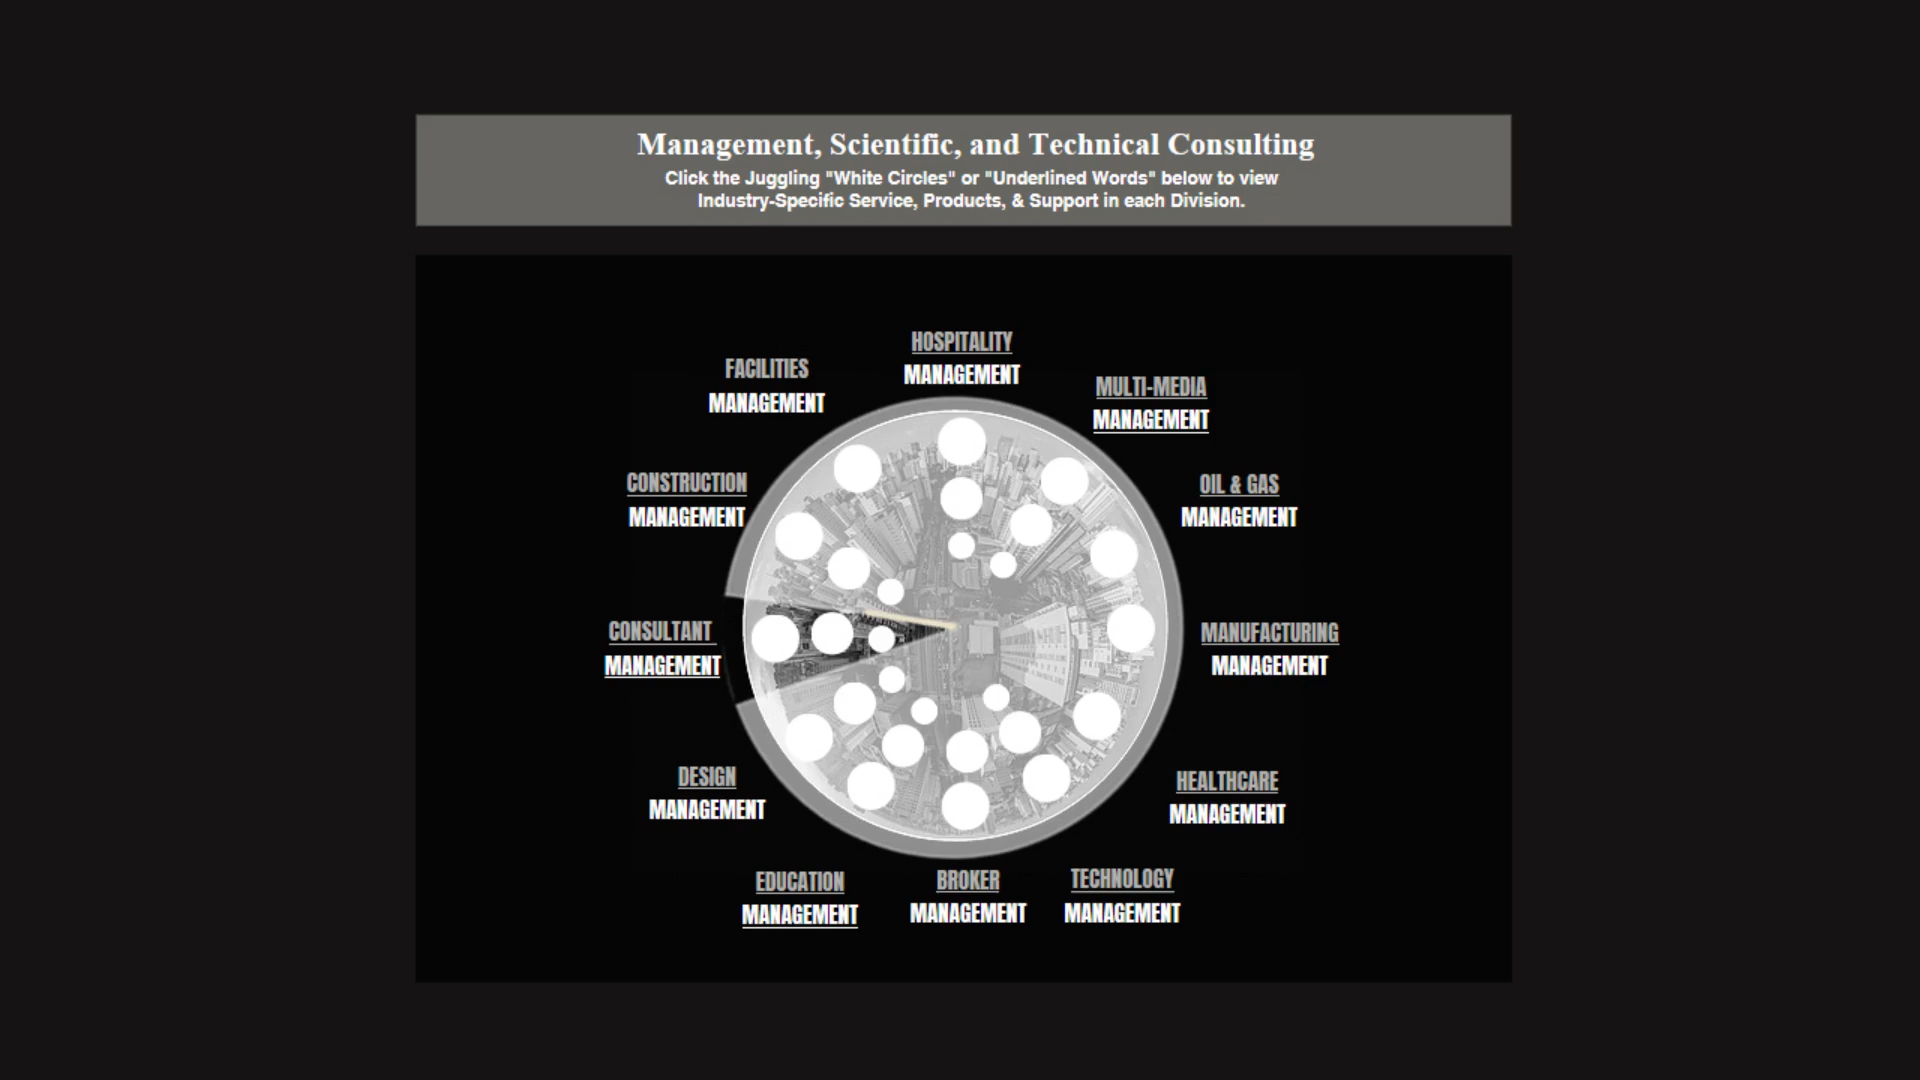 Management, Scientific, and Technical Consulting
Click the Juggling "White Circles" or "Underlined Words" below to view
Industry-Specific Service, Products, & Support in each Division.
HOSPITALITY
MANAGEMENT
FACILITIES
MANAGEMENT
MULTI-MEDIA
MANAGEMENT
CONSTRUCTION
MANAGEMENT
OIL & GAS
MANAGEMENT
CONSULTANT
MANAGEMENT
MANUFACTURING
MANAGEMENT
DESIGN
MANAGEMENT
HEALTHCARE
MANAGEMENT
EDUCATION
MANAGEMENT
BROKER
MANAGEMENT
TECHNOLOGY
MANAGEMENT